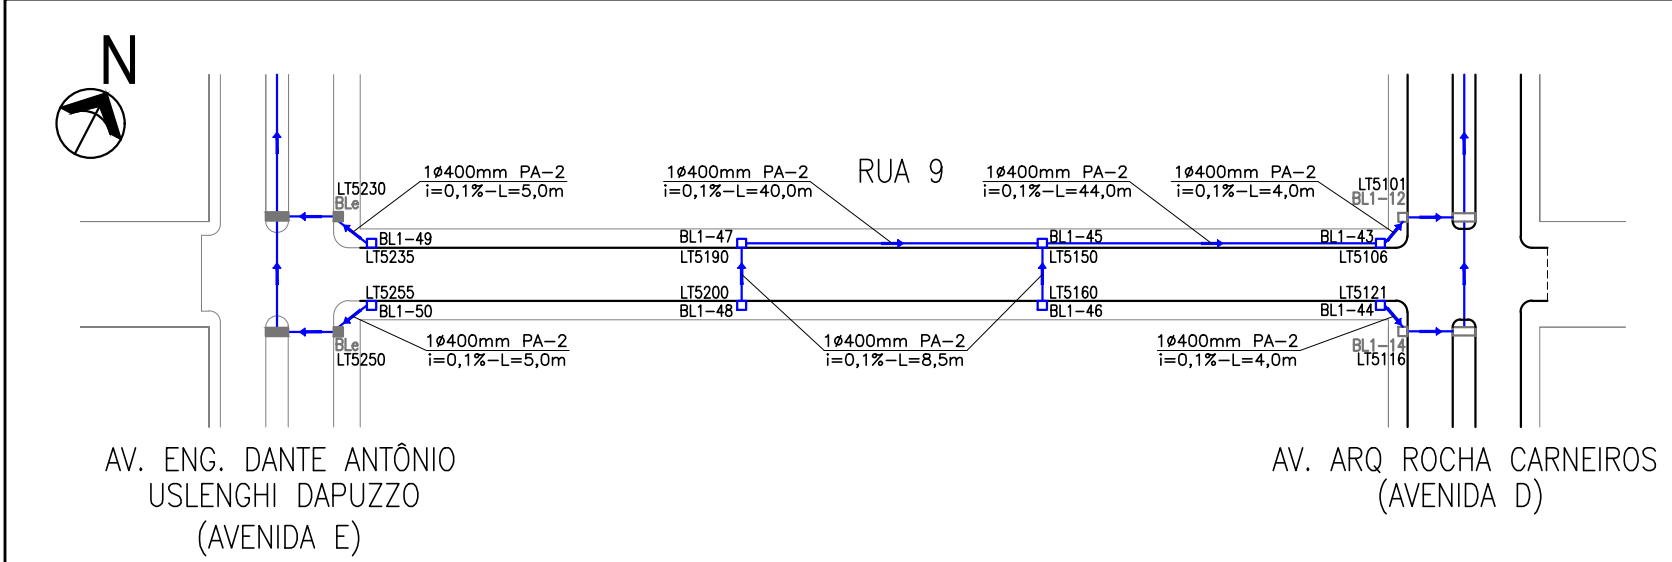 N
1ø400mm PA-2
i=0,1%-L=5,0m
1ø400mm PA-2
i=0,1%-L=40,0m
RUA 9
1ø400mm PA-2
i=0,1%-L=44,0m
1ø400mm PA-2
i=0,1%-L=4,0m
LT5230
BLe
LT5101
BL1-12
BL1-49
LT5235
BL1-47
LT5190
BL1-45
LT5150
BL1-43
LT5106
LT5255
BL1-50
LT5200
BL1-48
LT5160
BL1-46
LT5121
BL1-44
BLe
LT5250
1ø400mm PA-2
i=0,1%-L=5,0m
1ø400mm PA-2
i=0,1%-L=8,5m
1ø400mm PA-2
i=0,1%-L=4,0m
BL1-14
LT5116
AV. ENG. DANTE ANTÔNIO
USLENGHI DAPUZZO
(AVENIDA E)
AV. ARQ ROCHA CARNEIROS
(AVENIDA D)